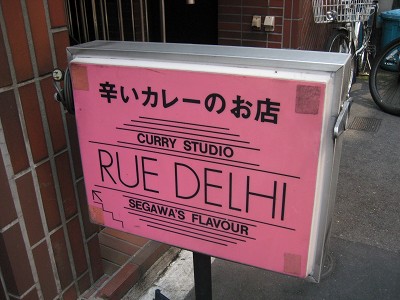 辛いカレーのお店
CURRY STUDIO
RUE DELHI
SEGAWA'S FLAVOUR